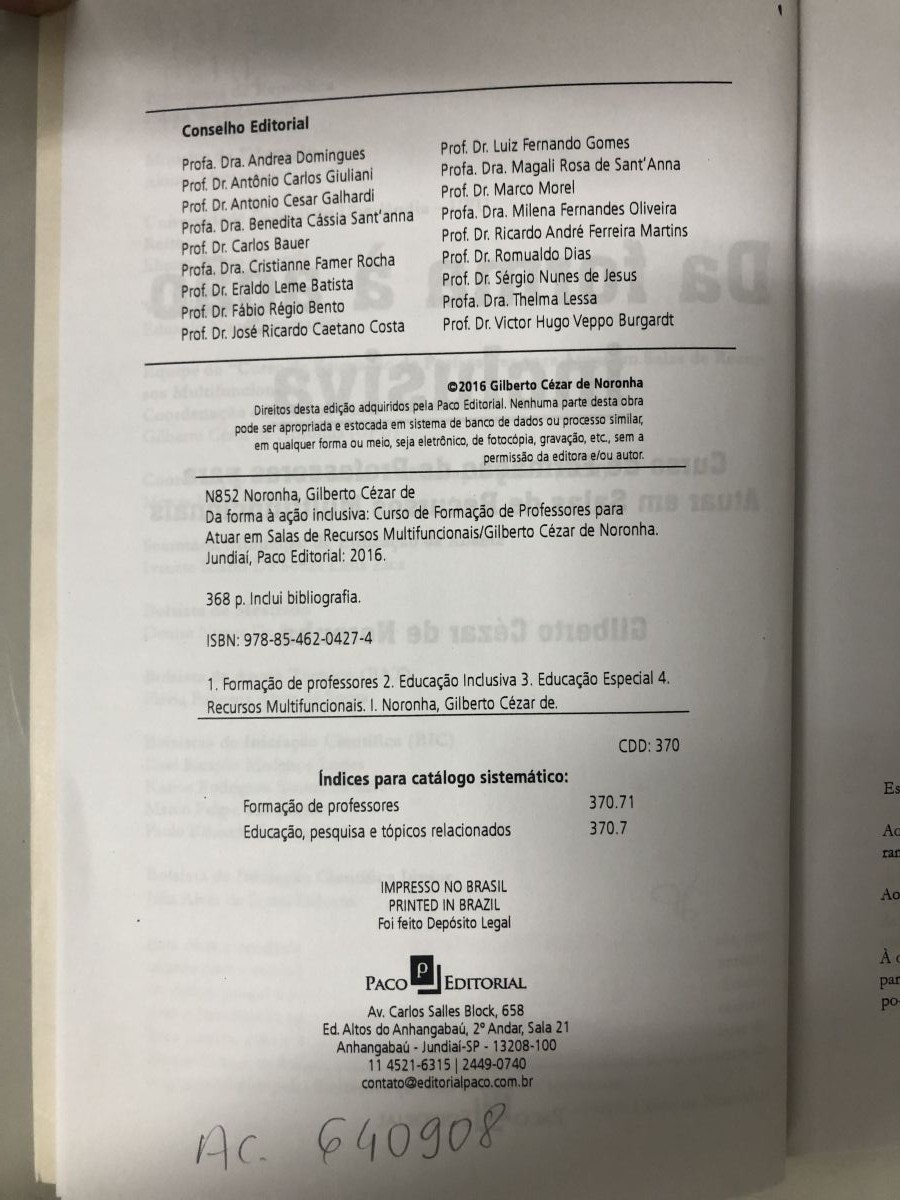 Conselho Editorial
Profa. Dra. Andrea Domingues
Prof. Dr. Antônio Carlos Giuliani
Prof. Dr. Antonio Cesar Galhardi
Profa. Dra. Benedita Cássia Sant'anna
Prof. Dr. Carlos Bauer
Profa. Dra. Cristianne Famer Rocha
Prof. Dr. Eraldo Leme Batista
Prof. Dr. Fábio Régio Bento
Prof. Dr. José Ricardo Caetano Costa
Prof. Dr. Luiz Fernando Gomes
Profa. Dra. Magali Rosa de Sant'Anna
Prof. Dr. Marco Morel
Profa. Dra. Milena Fernandes Oliveira
Prof. Dr. Ricardo André Ferreira Martins
Prof. Dr. Romualdo Dias
Prof. Dr. Sérgio Nunes de Jesus
Profa. Dra. Thelma Lessa
Prof. Dr. Victor Hugo Veppo Burgardt
©2016 Gilberto Cézar de Noronha
Direitos desta edição adquiridos pela Paco Editorial. Nenhuma parte desta obra
pode ser apropriada e estocada em sistema de banco de dados ou processo similar,
em qualquer forma ou meio, seja eletrônico, de fotocópia, gravação, etc., sem a
permissão da editora e/ou autor.
N852 Noronha, Gilberto Cézar de
Da forma à ação inclusiva: Curso de Formação de Professores para
Atuar em Salas de Recursos Multifuncionais/Gilberto Cézar de Noronha.
Jundiaí, Paco Editorial: 2016.
368 p. Inclui bibliografia.
ISBN: 978-85-462-0427-4
1. Formação de professores 2. Educação Inclusiva 3. Educação Especial 4.
Recursos Multifuncionais. I. Noronha, Gilberto Cézar de.
CDD: 370
Índices para catálogo sistemático:
Formação de professores 370.71
Educação, pesquisa e tópicos relacionados 370.7
IMPRESSO NO BRASIL
PRINTED IN BRAZIL
Foi feito Depósito Legal
PACO EDITORIAL
Av. Carlos Salles Block, 658
Ed. Altos do Anhangabaú, 2º Andar, Sala 21
Anhangabaú - Jundiaí-SP - 13208-100
11 4521-6315 | 2449-0740
contato@editorialpaco.com.br
AC. 640908